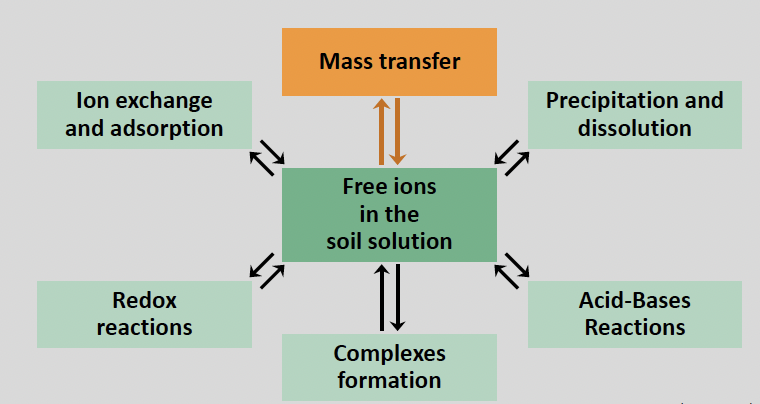 Mass transfer
Ion exchange
and adsorption
Precipitation and
dissolution
Free ions
in the
soil solution
Redox
reactions
Acid-Bases
Reactions
Complexes
formation